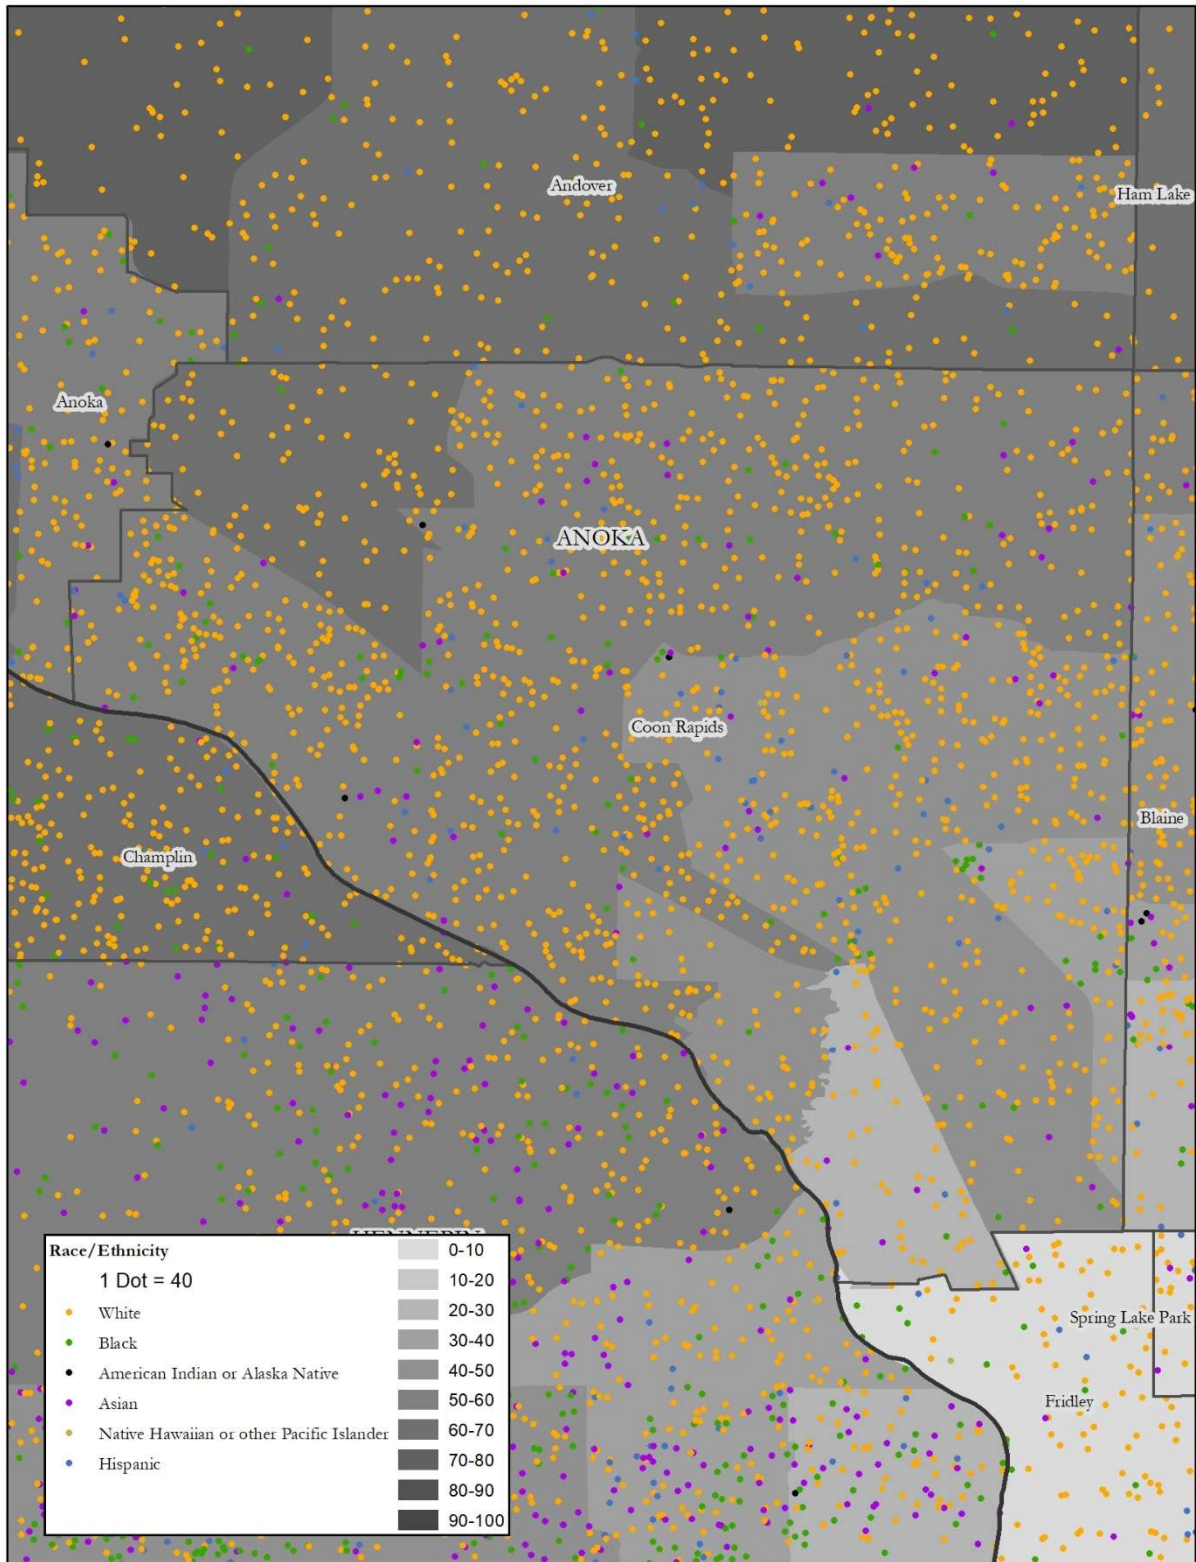 Andover
Ham Lake
Anoka
ANOKA
Coon Rapids
Blaine
Champlin
HENNEPIN
Spring Lake Park
Fridley
Race/Ethnicity
1 Dot = 40
White
Black
American Indian or Alaska Native
Asian
Native Hawaiian or other Pacific Islander
Hispanic
0-10
10-20
20-30
30-40
40-50
50-60
60-70
70-80
80-90
90-100